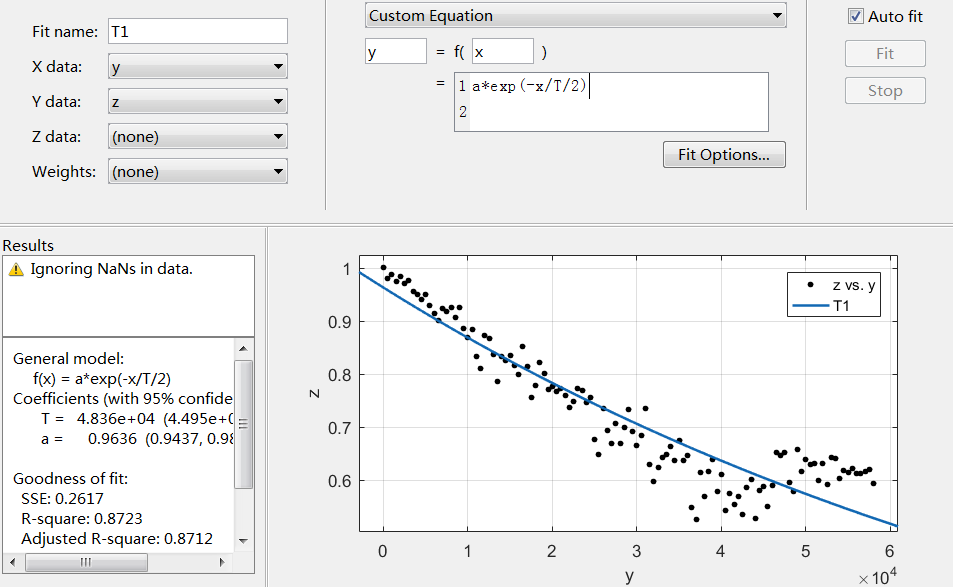 Fit name: T1
X data: y
Y data: z
Z data: (none)
Weights: (none)
Custom Equation
y = f( x )
= 1 a*exp(-x/T/2)
2
Fit Options...
Auto fit
Fit
Stop
Results
Ignoring NaNs in data.
General model:
f(x) = a*exp(-x/T/2)
Coefficients (with 95% confide
T = 4.836e+04 (4.495e+0
a = 0.9636 (0.9437, 0.98
Goodness of fit:
SSE: 0.2617
R-square: 0.8723
Adjusted R-square: 0.8712
z vs. y
T1
1
0.9
0.8
0.7
0.6
z
0 1 2 3 4 5 6
y
×10^4